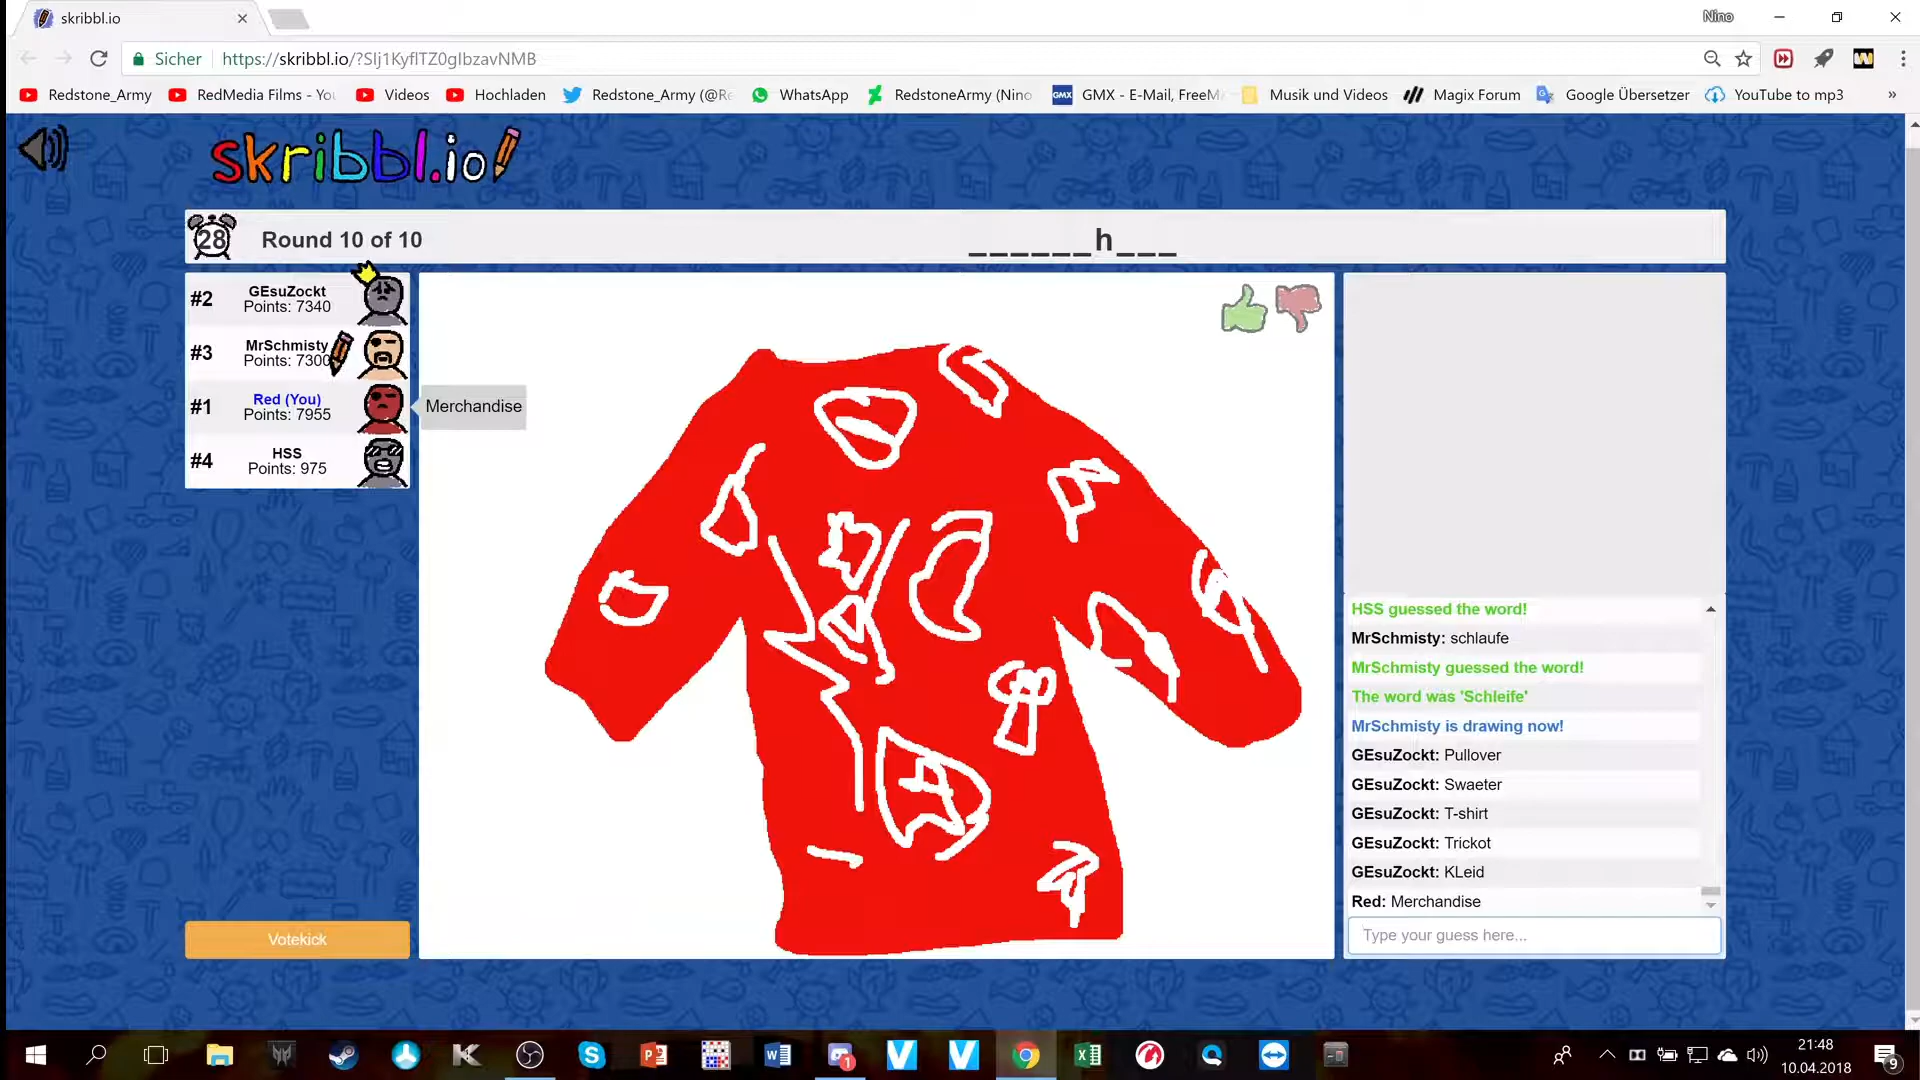 skribbl.io
Nino
Sicher
https://skribbl.io/?SIj1KyflTZ0gIbzavNMB
Redstone_Army
RedMedia Films - You
Videos
Hochladen
Redstone_Army (@Re
WhatsApp
RedstoneArmy (Nino
GMX - E-Mail, FreeM
Musik und Videos
Magix Forum
Google Übersetzer
YouTube to mp3
»
skribbl.io
28
Round 10 of 10
______h___
#2
GEsuZockt
Points: 7340
#3
MrSchmisty
Points: 7300
#1
Red (You)
Points: 7955
Merchandise
#4
HSS
Points: 975
Votekick
HSS guessed the word!
MrSchmisty: schlaufe
MrSchmisty guessed the word!
The word was 'Schleife'
MrSchmisty is drawing now!
GEsuZockt: Pullover
GEsuZockt: Swaeter
GEsuZockt: T-shirt
GEsuZockt: Trickot
GEsuZockt: KLeid
Red: Merchandise
Type your guess here...
21:48
10.04.2018
9